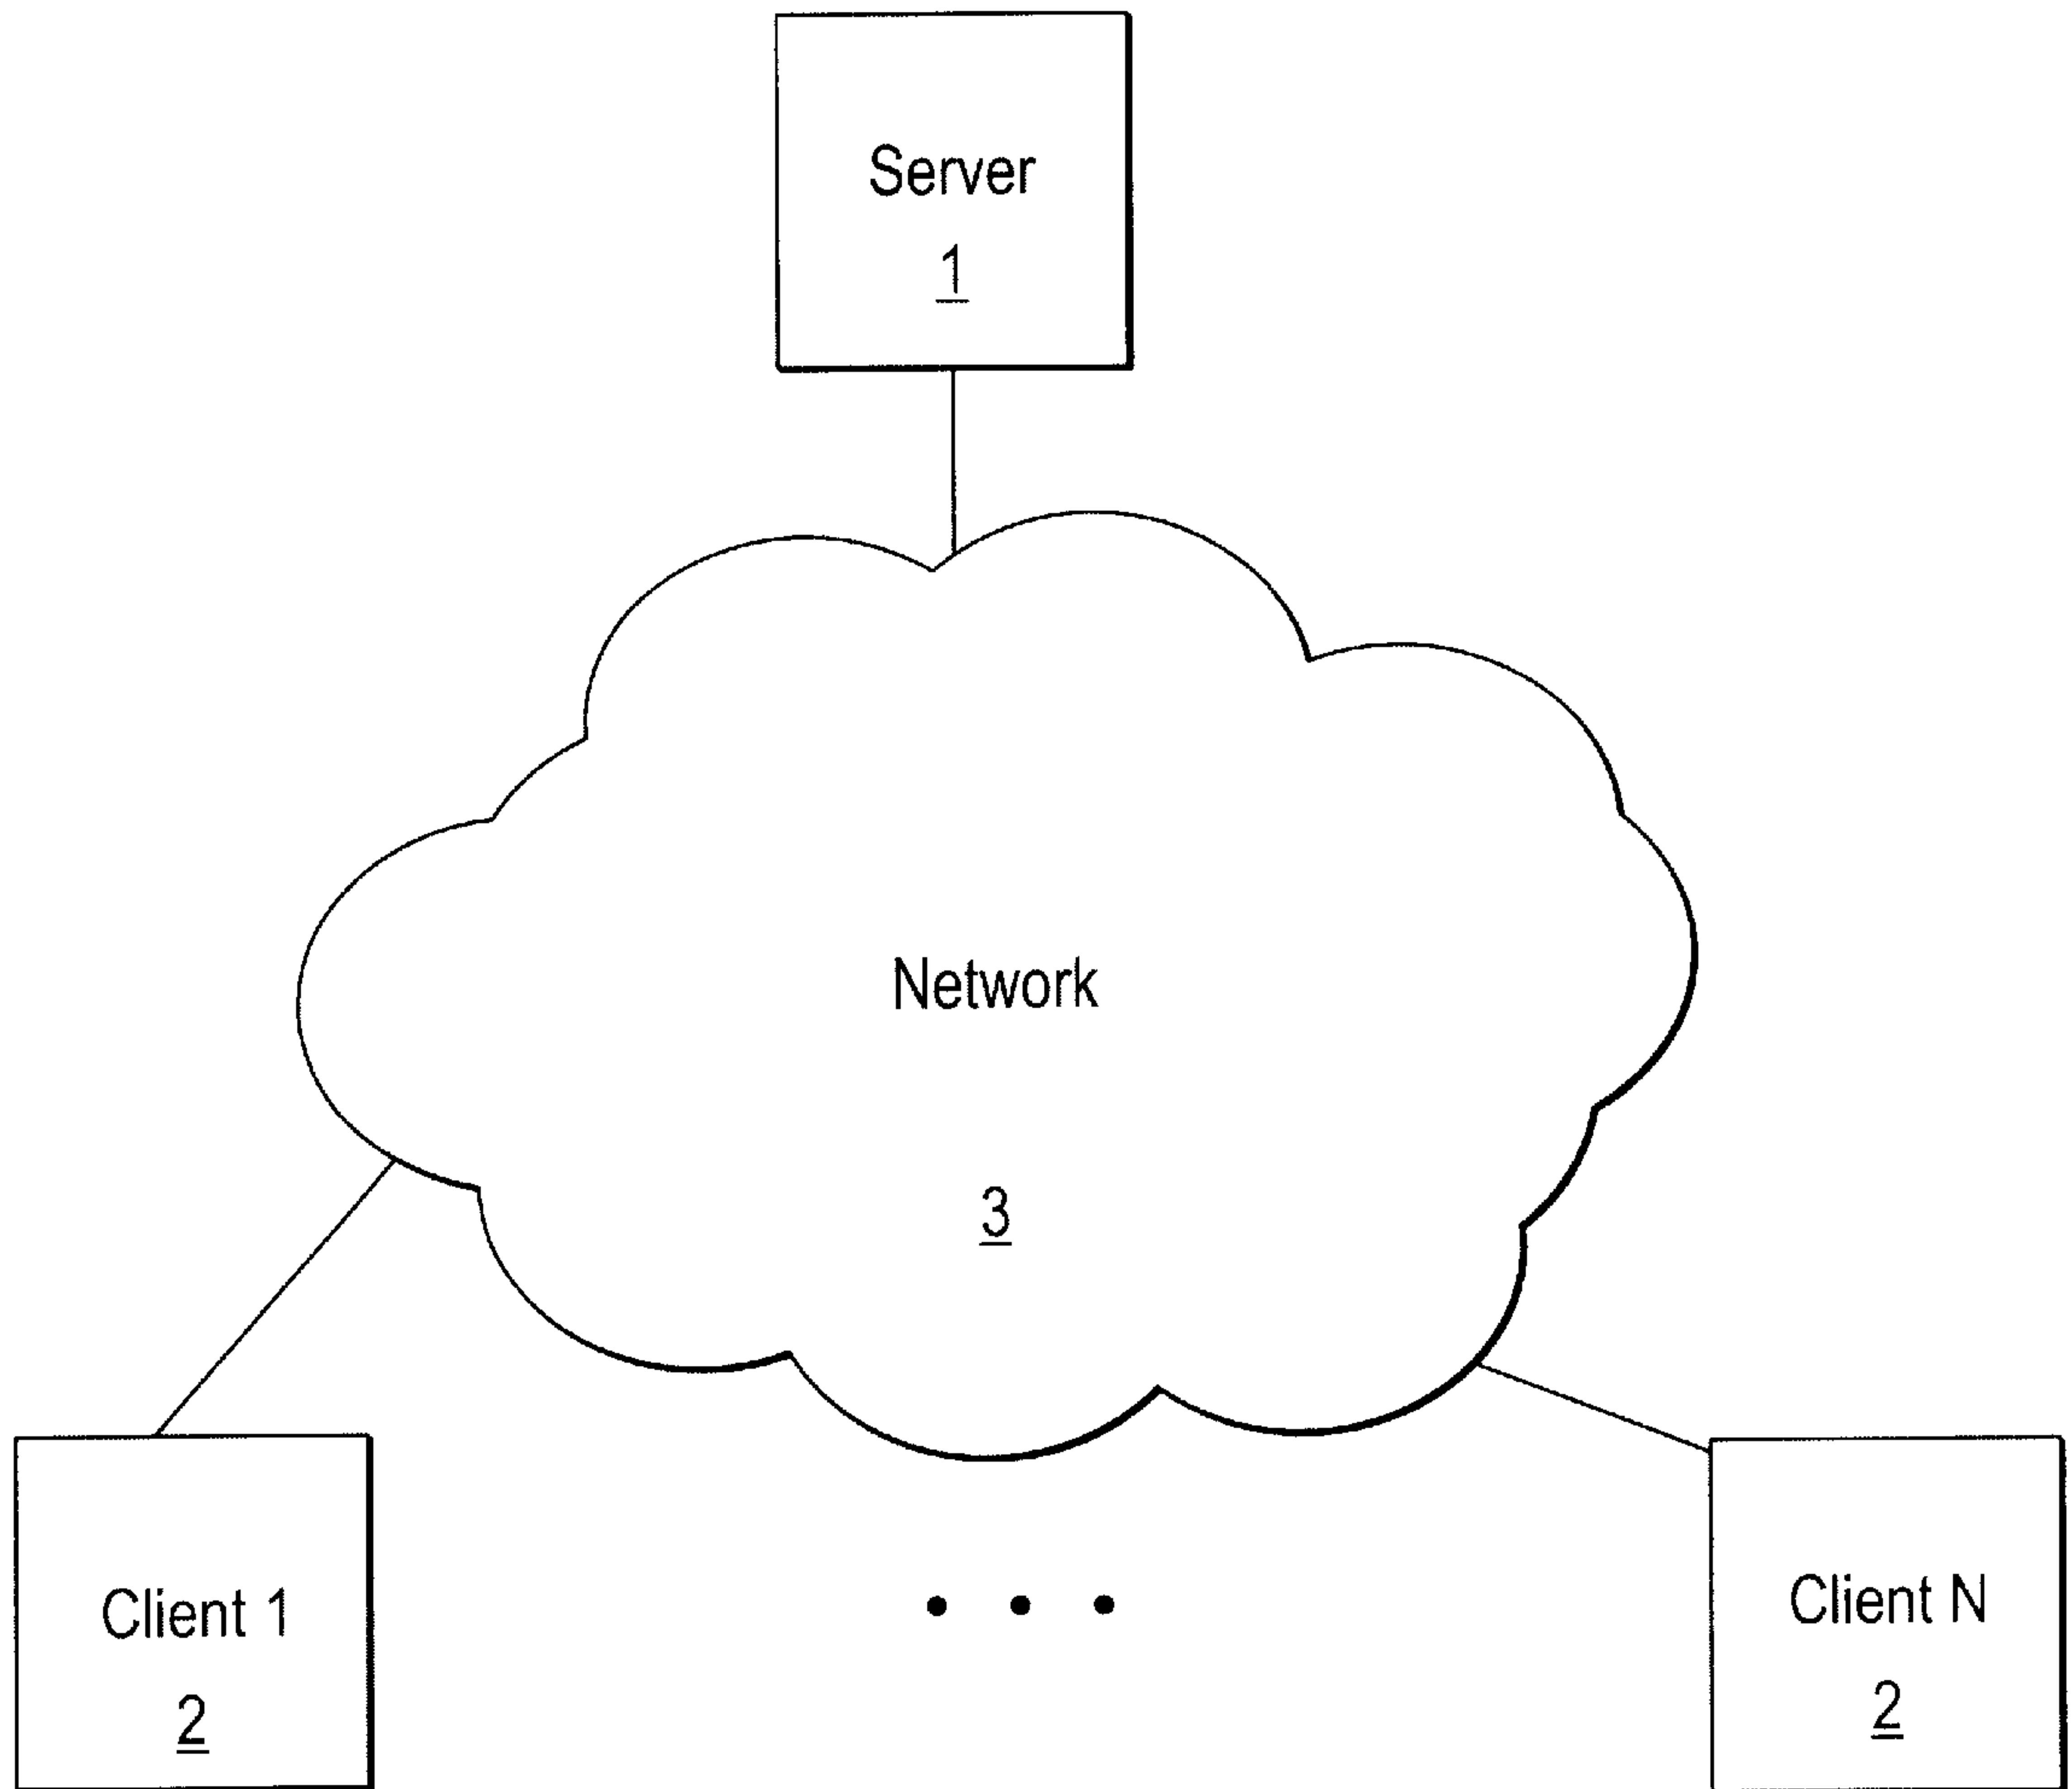 Server
1
Network
3
Client 1
2
• • •
Client N
2